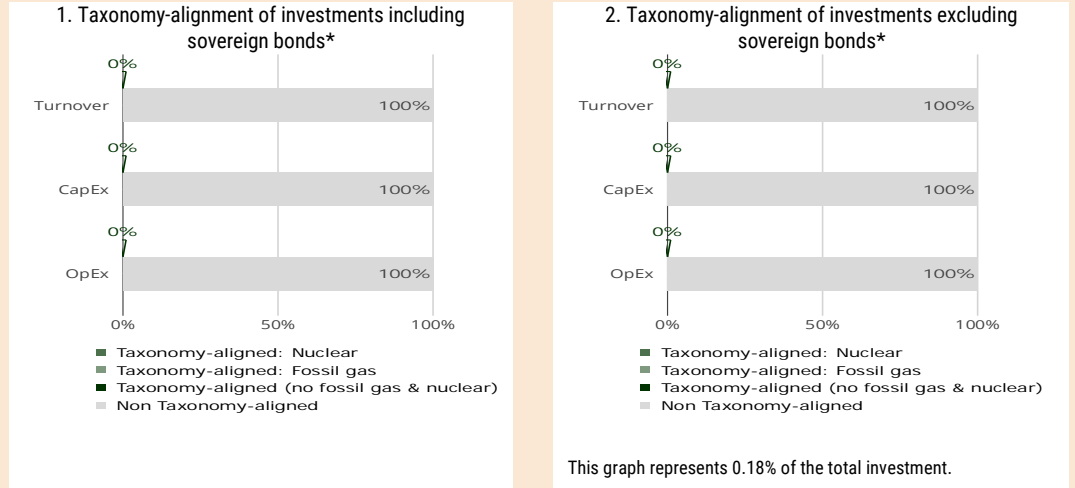 1. Taxonomy-alignment of investments including
sovereign bonds*
0%
Turnover
100%
0%
CapEx
100%
0%
OpEx
100%
0%
50%
100%
Taxonomy-aligned: Nuclear
Taxonomy-aligned: Fossil gas
Taxonomy-aligned (no fossil gas & nuclear)
Non Taxonomy-aligned
2. Taxonomy-alignment of investments excluding
sovereign bonds*
0%
Turnover
100%
0%
CapEx
100%
0%
OpEx
100%
0%
50%
100%
Taxonomy-aligned: Nuclear
Taxonomy-aligned: Fossil gas
Taxonomy-aligned (no fossil gas & nuclear)
Non Taxonomy-aligned
This graph represents 0.18% of the total investment.